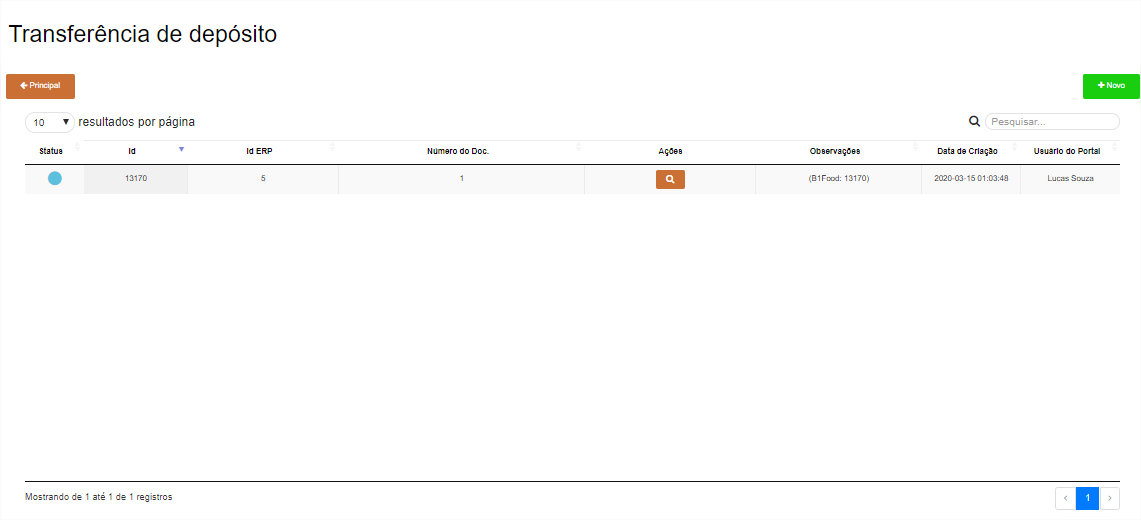 Transferência de depósito
Principal
Novo
10 resultados por página
Pesquisar...
Status Id Id ERP Número do Doc. Ações Observações Data de Criação Usuário do Portal
13170 5 1 (B1Food: 13170) 2020-03-15 01:03:48 Lucas Souza
Mostrando de 1 até 1 de 1 registros
‹ 1 ›